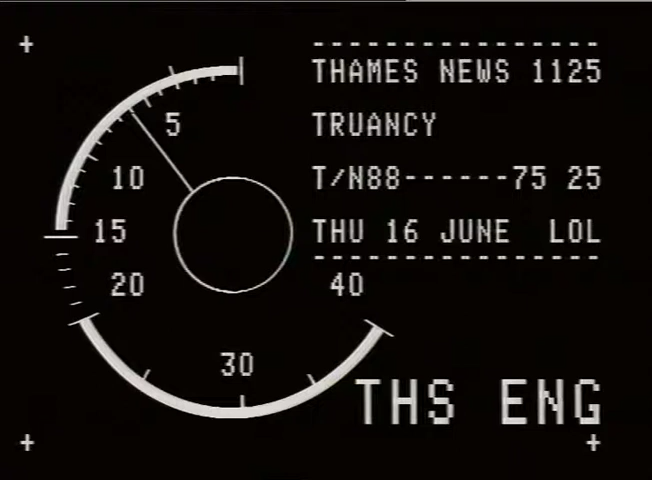 THAMES NEWS 1125
TRUANCY
T/N88------75 25
THU 16 JUNE LOL
5
10
15
20
30
40
THS ENG